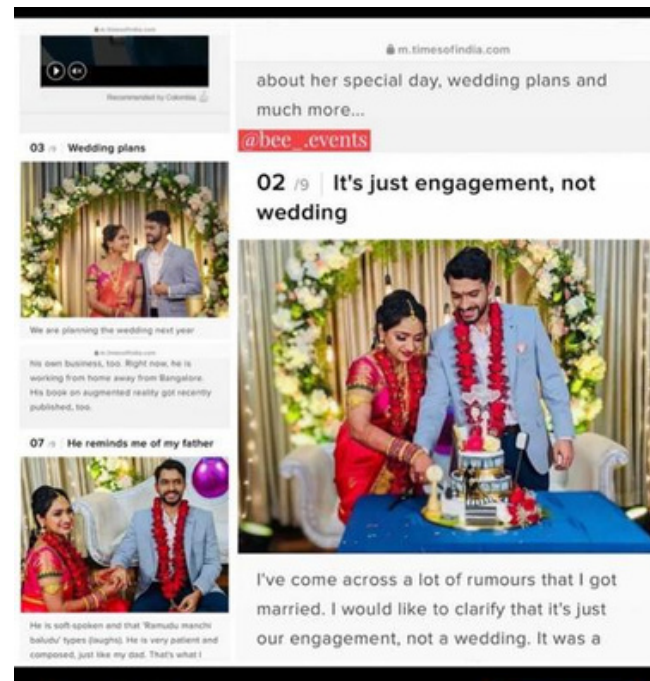 m.timesofindia.com
Recommended by Colombia
03 /9 Wedding plans
We are planning the wedding next year
m.timesofindia.com
his own business, too. Right now, he is
working from home away from Bangalore.
His book on augmented reality got recently
published, too.
07 /9 He reminds me of my father
He is soft-spoken and that 'Ramudu manchi
baludu' types (laughs). He is very patient and
composed, just like my dad. That's what I
m.timesofindia.com
about her special day, wedding plans and
much more...
@bee_.events
02 /9 It's just engagement, not
wedding
I've come across a lot of rumours that I got
married. I would like to clarify that it's just
our engagement, not a wedding. It was a